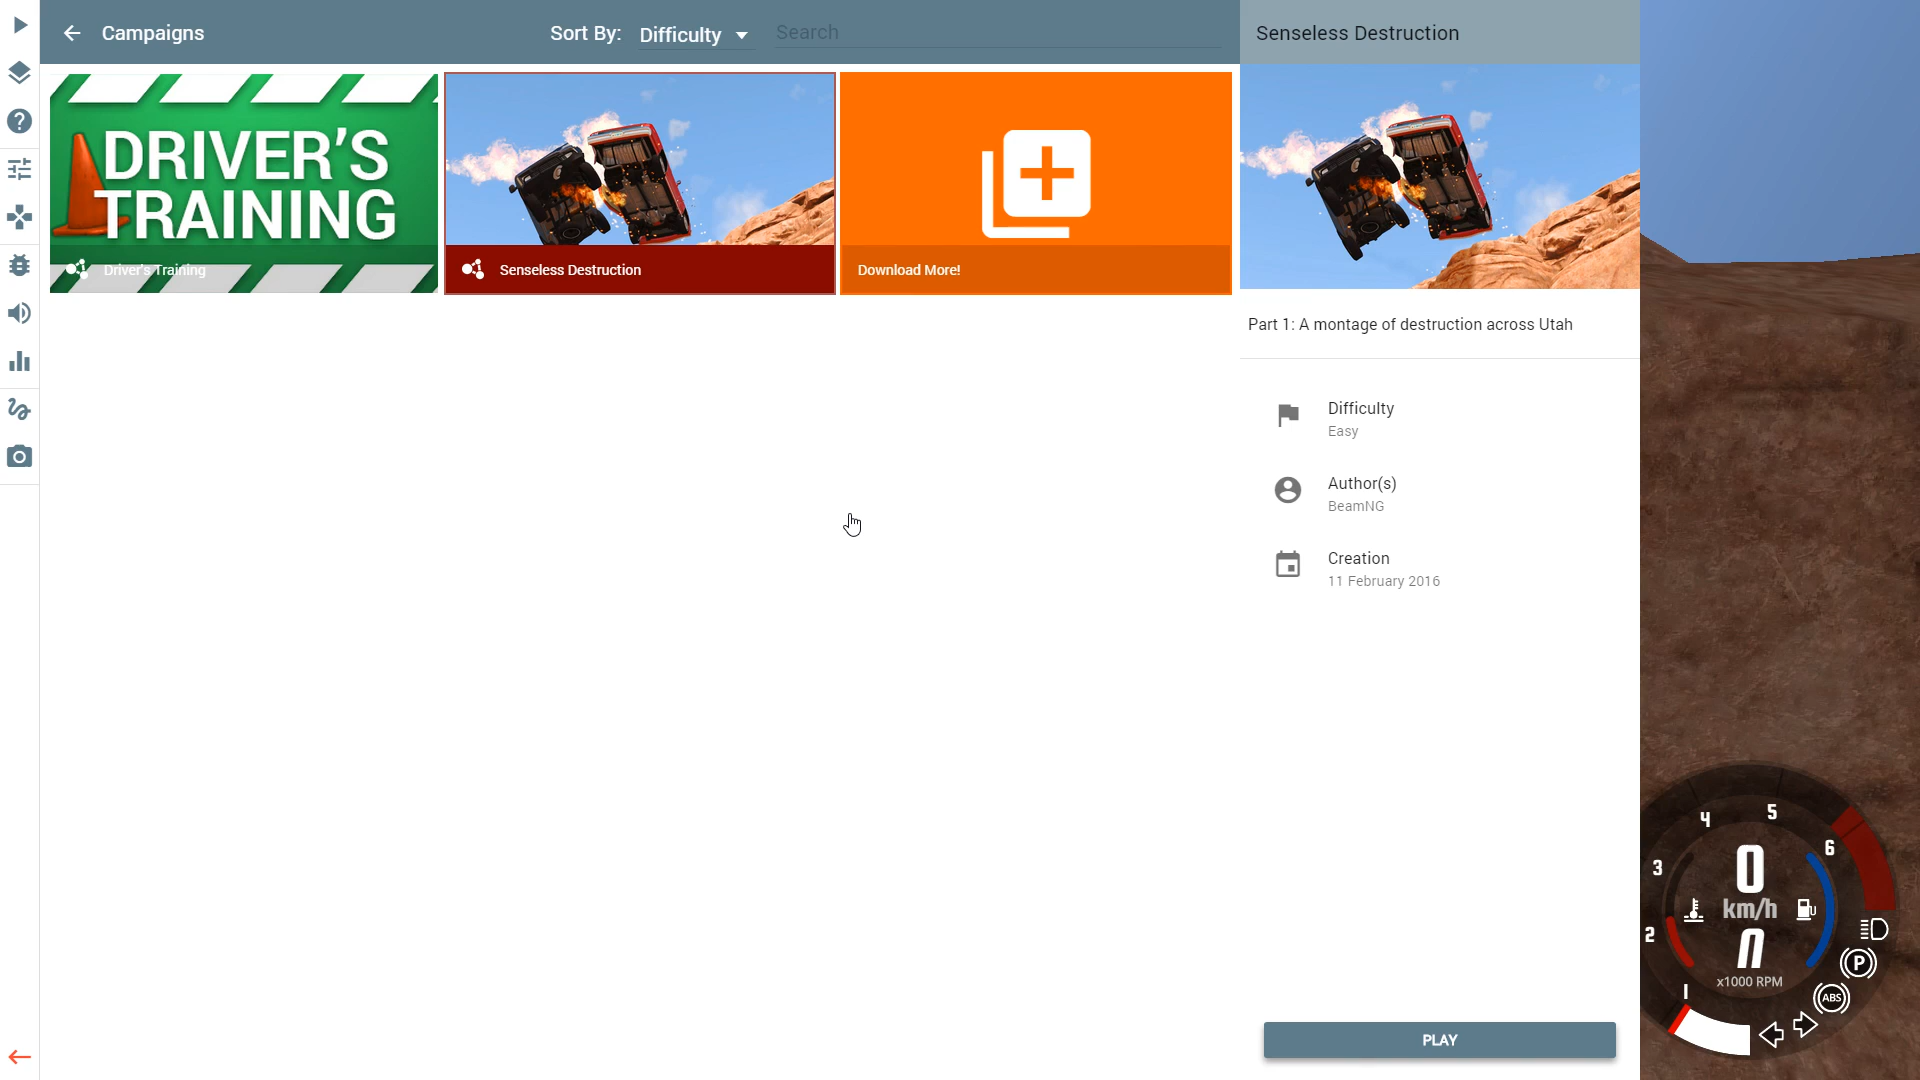 Campaigns
Sort By: Difficulty
Search
Senseless Destruction
DRIVER'S
TRAINING
Driver's Training
Senseless Destruction
Download More!
Part 1: A montage of destruction across Utah
Difficulty
Easy
Author(s)
BeamNG
Creation
11 February 2016
PLAY
1
2
3
4
5
6
0
km/h
n
x1000 RPM
P
ABS